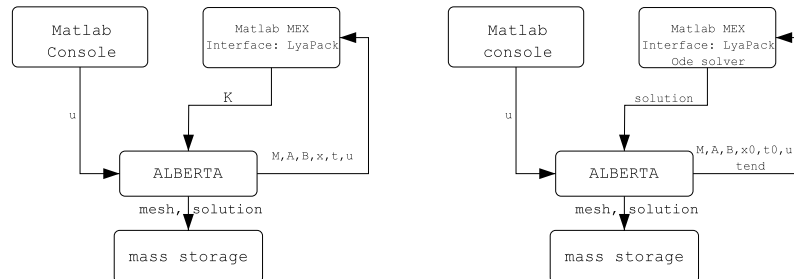 Matlab
Console
Matlab MEX
Interface: LyaPack
K
u
ALBERTA
M,A,B,x,t,u
mesh, solution
mass storage
Matlab
console
Matlab MEX
Interface: LyaPack
Ode solver
solution
u
ALBERTA
M,A,B,x0,t0,u
tend
mesh, solution
mass storage